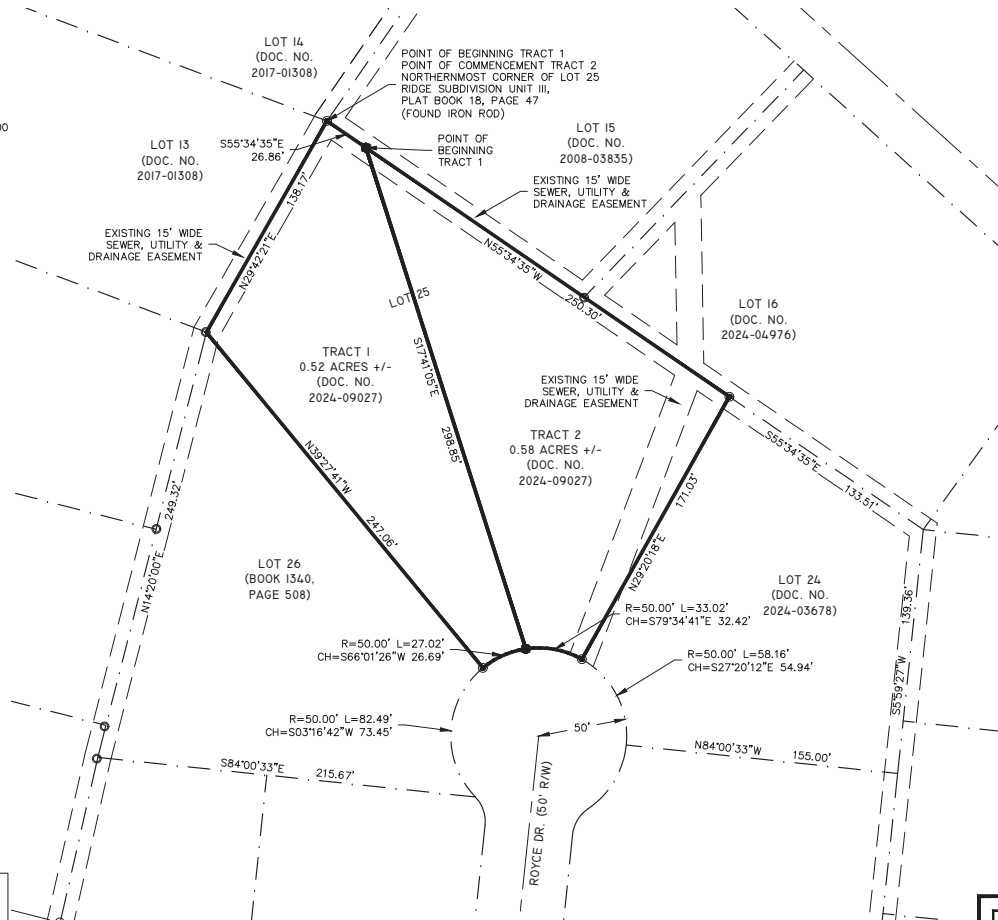 LOT 14
(DOC. NO.
2017-01308)
POINT OF BEGINNING TRACT 1
POINT OF COMMENCEMENT TRACT 2
NORTHERNMOST CORNER OF LOT 25
RIDGE SUBDIVISION UNIT III,
PLAT BOOK 18, PAGE 47
(FOUND IRON ROD)
00
LOT 13
(DOC. NO.
2017-01308)
S55°34'35"E
26.86'
POINT OF
BEGINNING
TRACT 1
LOT 15
(DOC. NO.
2008-03835)
EXISTING 15' WIDE
SEWER, UTILITY &
DRAINAGE EASEMENT
138.17'
N29°42'21"E
EXISTING 15' WIDE
SEWER, UTILITY &
DRAINAGE EASEMENT
N55°34'35"W
250.30'
LOT 25
LOT 16
(DOC. NO.
2024-04976)
TRACT 1
0.52 ACRES +/-
(DOC. NO.
2024-09027)
S17°41'05"E
298.85'
EXISTING 15' WIDE
SEWER, UTILITY &
DRAINAGE EASEMENT
TRACT 2
0.58 ACRES +/-
(DOC. NO.
2024-09027)
S55°34'35"E
133.51'
N39°27'41"W
247.06'
171.03'
N29°20'18"E
249.32'
N14°20'00"E
LOT 26
(BOOK 1340,
PAGE 508)
LOT 24
(DOC. NO.
2024-03678)
139.36'
S5°59'27"W
R=50.00' L=33.02'
CH=S79°34'41"E 32.42'
R=50.00' L=27.02'
CH=S66°01'26"W 26.69'
R=50.00' L=58.16'
CH=S27°20'12"E 54.94'
R=50.00' L=82.49'
CH=S03°16'42"W 73.45'
50'
N84°00'33"W
155.00'
S84°00'33"E
215.67'
ROYCE DR. (50' R/W)